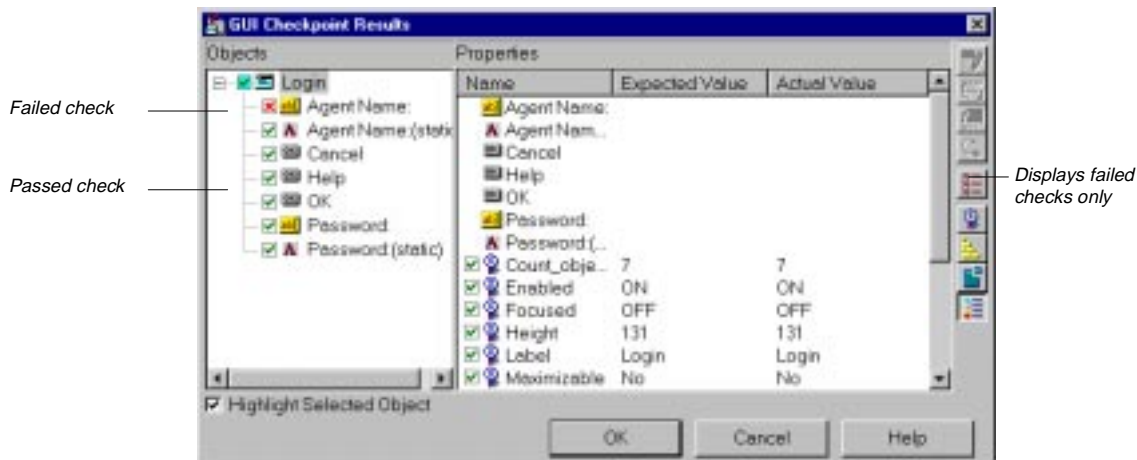 GUI Checkpoint Results
Objects
Properties
Login
Agent Name:
Agent Name:(static
Cancel
Help
OK
Password:
Password:(static)
Name Expected Value Actual Value
Agent Name:
Agent Nam...
Cancel
Help
OK
Password:
Password:(...
Count_obje... 7 7
Enabled ON ON
Focused OFF OFF
Height 131 131
Label Login Login
Maximizable No No
Highlight Selected Object
OK Cancel Help
Failed check
Passed check
Displays failed
checks only